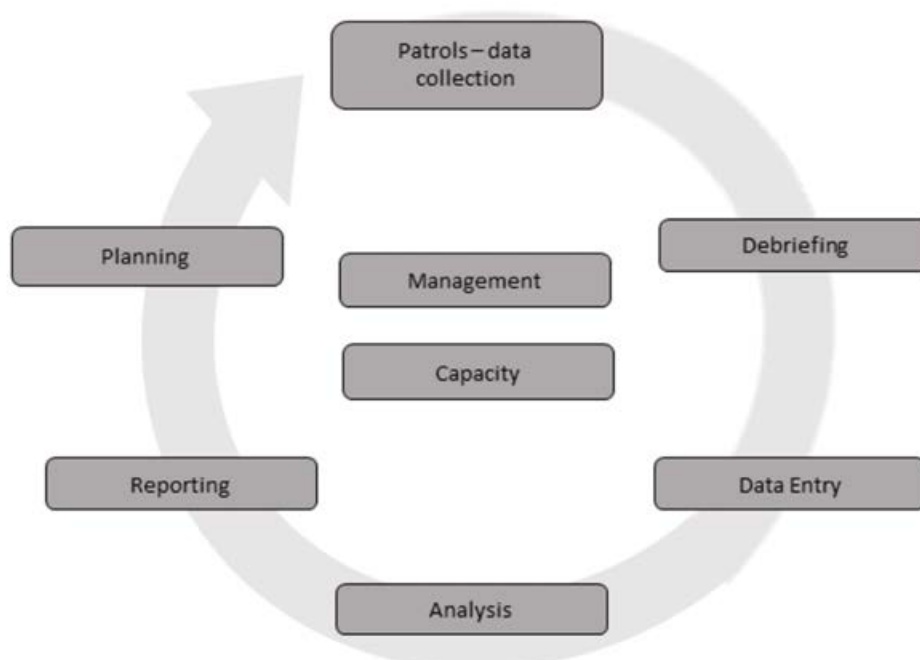 Patrols – data
collection
Planning
Debriefing
Management
Capacity
Reporting
Data Entry
Analysis